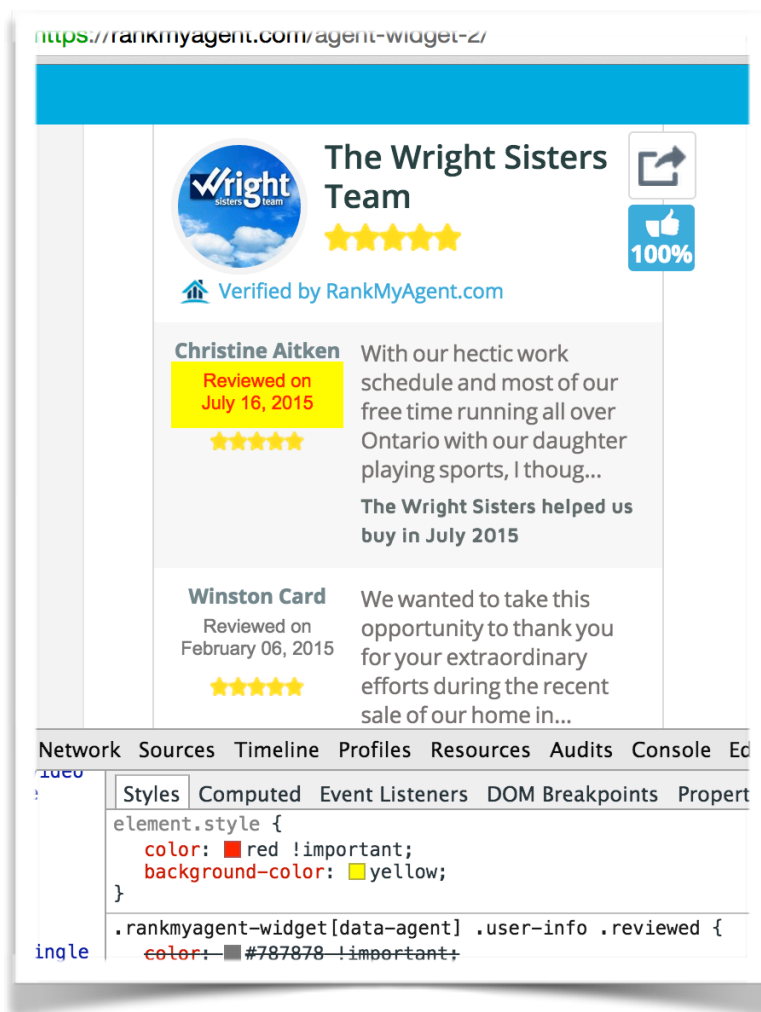 https://rankmyagent.com/agent-widget-2/
Wright
sisters team
The Wright Sisters
Team
100%
Verified by RankMyAgent.com
Christine Aitken
Reviewed on
July 16, 2015
With our hectic work
schedule and most of our
free time running all over
Ontario with our daughter
playing sports, I thoug...
The Wright Sisters helped us
buy in July 2015
Winston Card
Reviewed on
February 06, 2015
We wanted to take this
opportunity to thank you
for your extraordinary
efforts during the recent
sale of our home in...
Network Sources Timeline Profiles Resources Audits Console Ed
Styles Computed Event Listeners DOM Breakpoints Propert
element.style {
color: red !important;
background-color: yellow;
}
.rankmyagent-widget[data-agent] .user-info .reviewed {
color: #787878 !important;
ingle